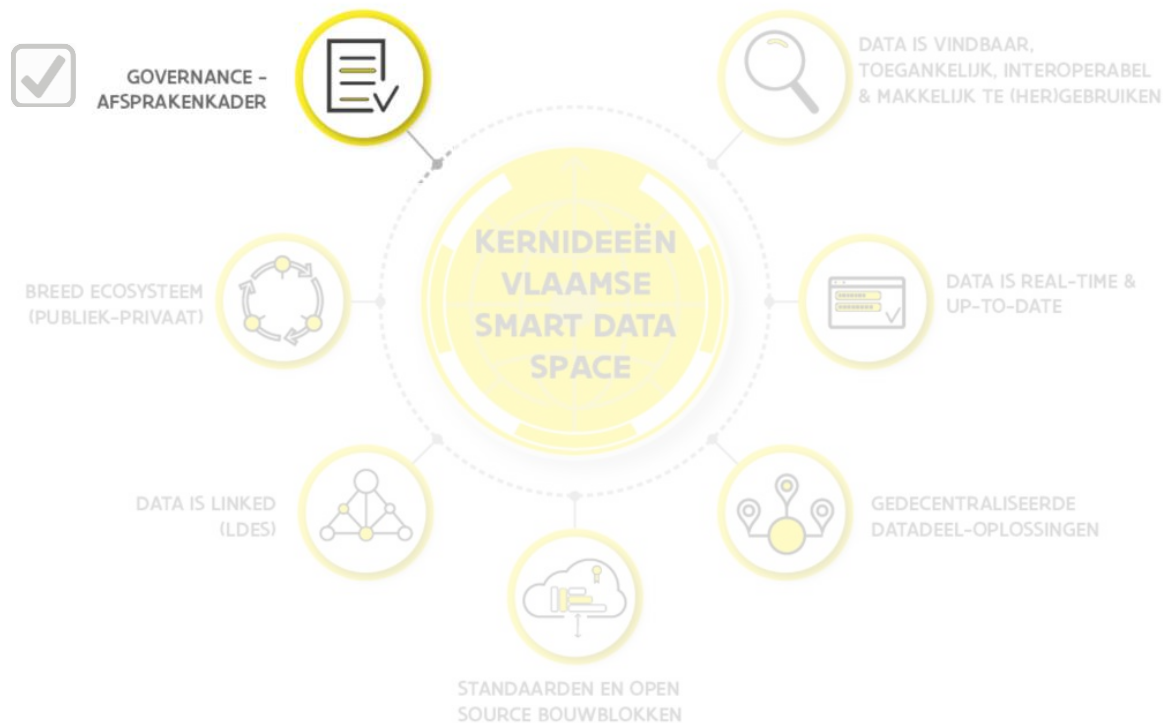 GOVERNANCE -
AFSPRAKENKADER
DATA IS VINDBAAR,
TOEGANKELIJK, INTEROPERABEL
& MAKKELIJK TE (HER)GEBRUIKEN
KERNIDEEËN
VLAAMSE
SMART DATA
SPACE
BREED ECOSYSTEEM
(PUBLIEK-PRIVAAT)
DATA IS REAL-TIME &
UP-TO-DATE
DATA IS LINKED
(LDES)
GEDECENTRALISEERDE
DATADEEL-OPLOSSINGEN
STANDAARDEN EN OPEN
SOURCE BOUWBLOKKEN